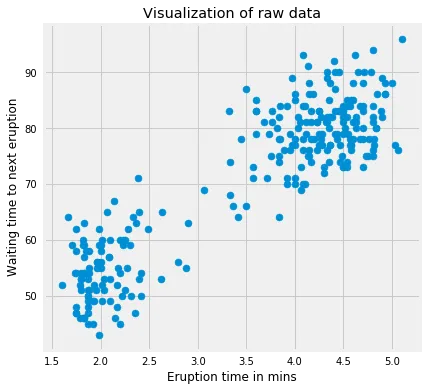 Visualization of raw data
Waiting time to next eruption
90
80
70
60
50
1.5 2.0 2.5 3.0 3.5 4.0 4.5 5.0
Eruption time in mins